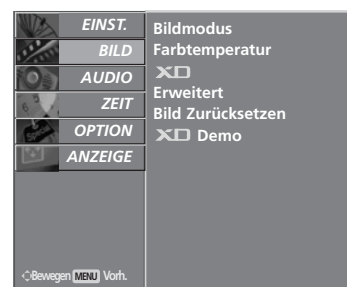 EINST.
BILD
AUDIO
ZEIT
OPTION
ANZEIGE
Bewegen MENU Vorh.
Bildmodus
Farbtemperatur
XD
Erweitert
Bild Zurücksetzen
XD Demo